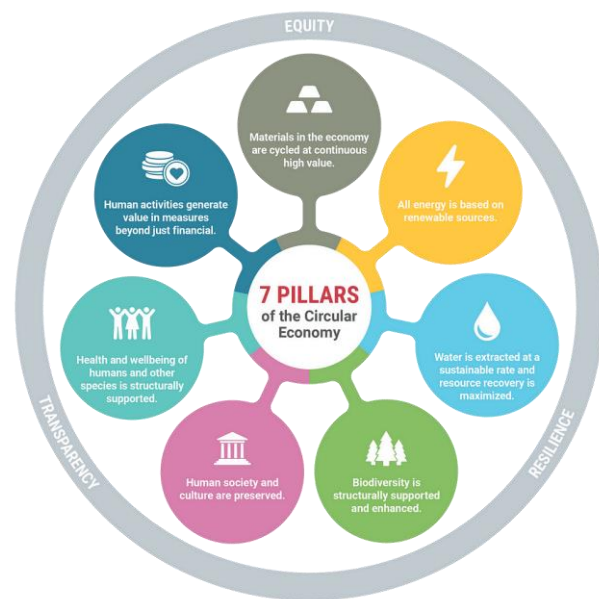 EQUITY
Materials in the economy
are cycled at continuous
high value.
All energy is based on
renewable sources.
Water is extracted at a
sustainable rate and
resource recovery is
maximized.
Biodiversity is
structurally supported
and enhanced.
Human society and
culture are preserved.
Health and wellbeing of
humans and other
species is structurally
supported.
Human activities generate
value in measures
beyond just financial.
7 PILLARS
of the Circular
Economy
RESILIENCE
TRANSPARENCY